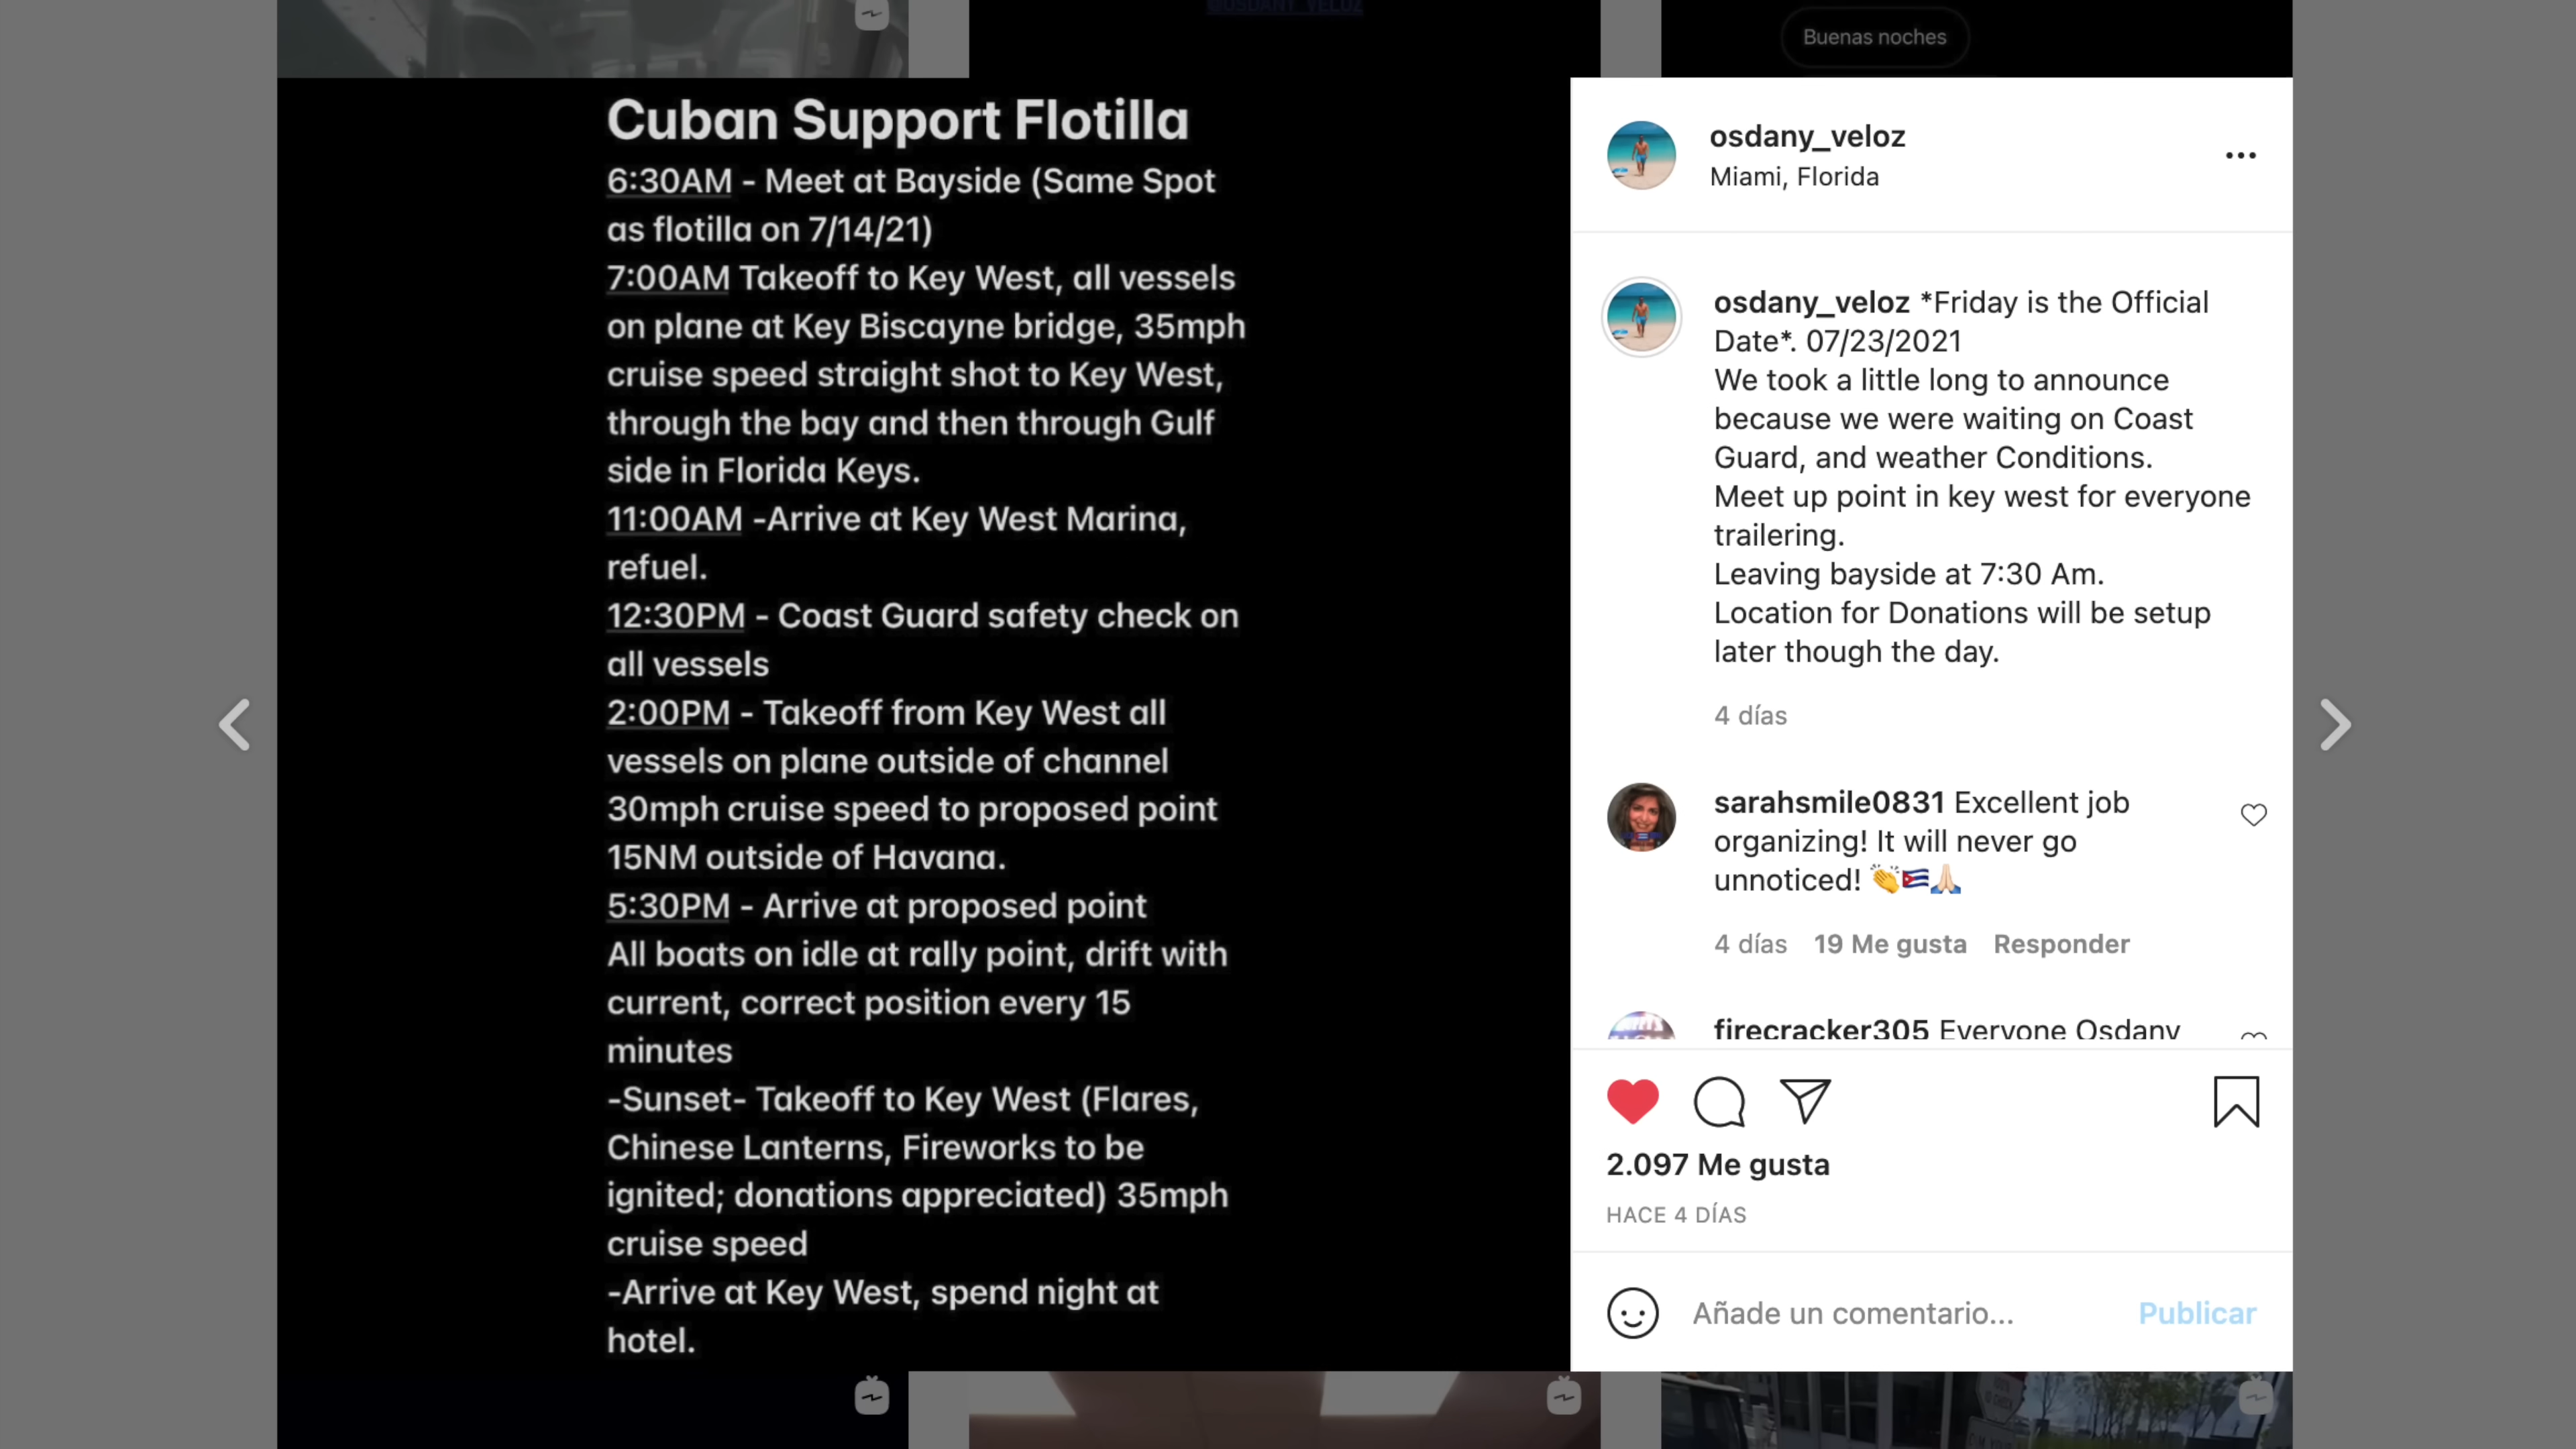 @OSDANY_VELOZ
Buenas noches
Cuban Support Flotilla
6:30AM - Meet at Bayside (Same Spot
as flotilla on 7/14/21)
7:00AM Takeoff to Key West, all vessels
on plane at Key Biscayne bridge, 35mph
cruise speed straight shot to Key West,
through the bay and then through Gulf
side in Florida Keys.
11:00AM -Arrive at Key West Marina,
refuel.
12:30PM - Coast Guard safety check on
all vessels
2:00PM - Takeoff from Key West all
vessels on plane outside of channel
30mph cruise speed to proposed point
15NM outside of Havana.
5:30PM - Arrive at proposed point
All boats on idle at rally point, drift with
current, correct position every 15
minutes
-Sunset- Takeoff to Key West (Flares,
Chinese Lanterns, Fireworks to be
ignited; donations appreciated) 35mph
cruise speed
-Arrive at Key West, spend night at
hotel.
osdany_veloz
Miami, Florida
osdany_veloz *Friday is the Official
Date*. 07/23/2021
We took a little long to announce
because we were waiting on Coast
Guard, and weather Conditions.
Meet up point in key west for everyone
trailering.
Leaving bayside at 7:30 Am.
Location for Donations will be setup
later though the day.
4 días
sarahsmile0831 Excellent job
organizing! It will never go
unnoticed! 👏🇨🇺🙏🏻
4 días 19 Me gusta Responder
firecracker305 Everyone Osdany
2.097 Me gusta
HACE 4 DÍAS
Añade un comentario...
Publicar